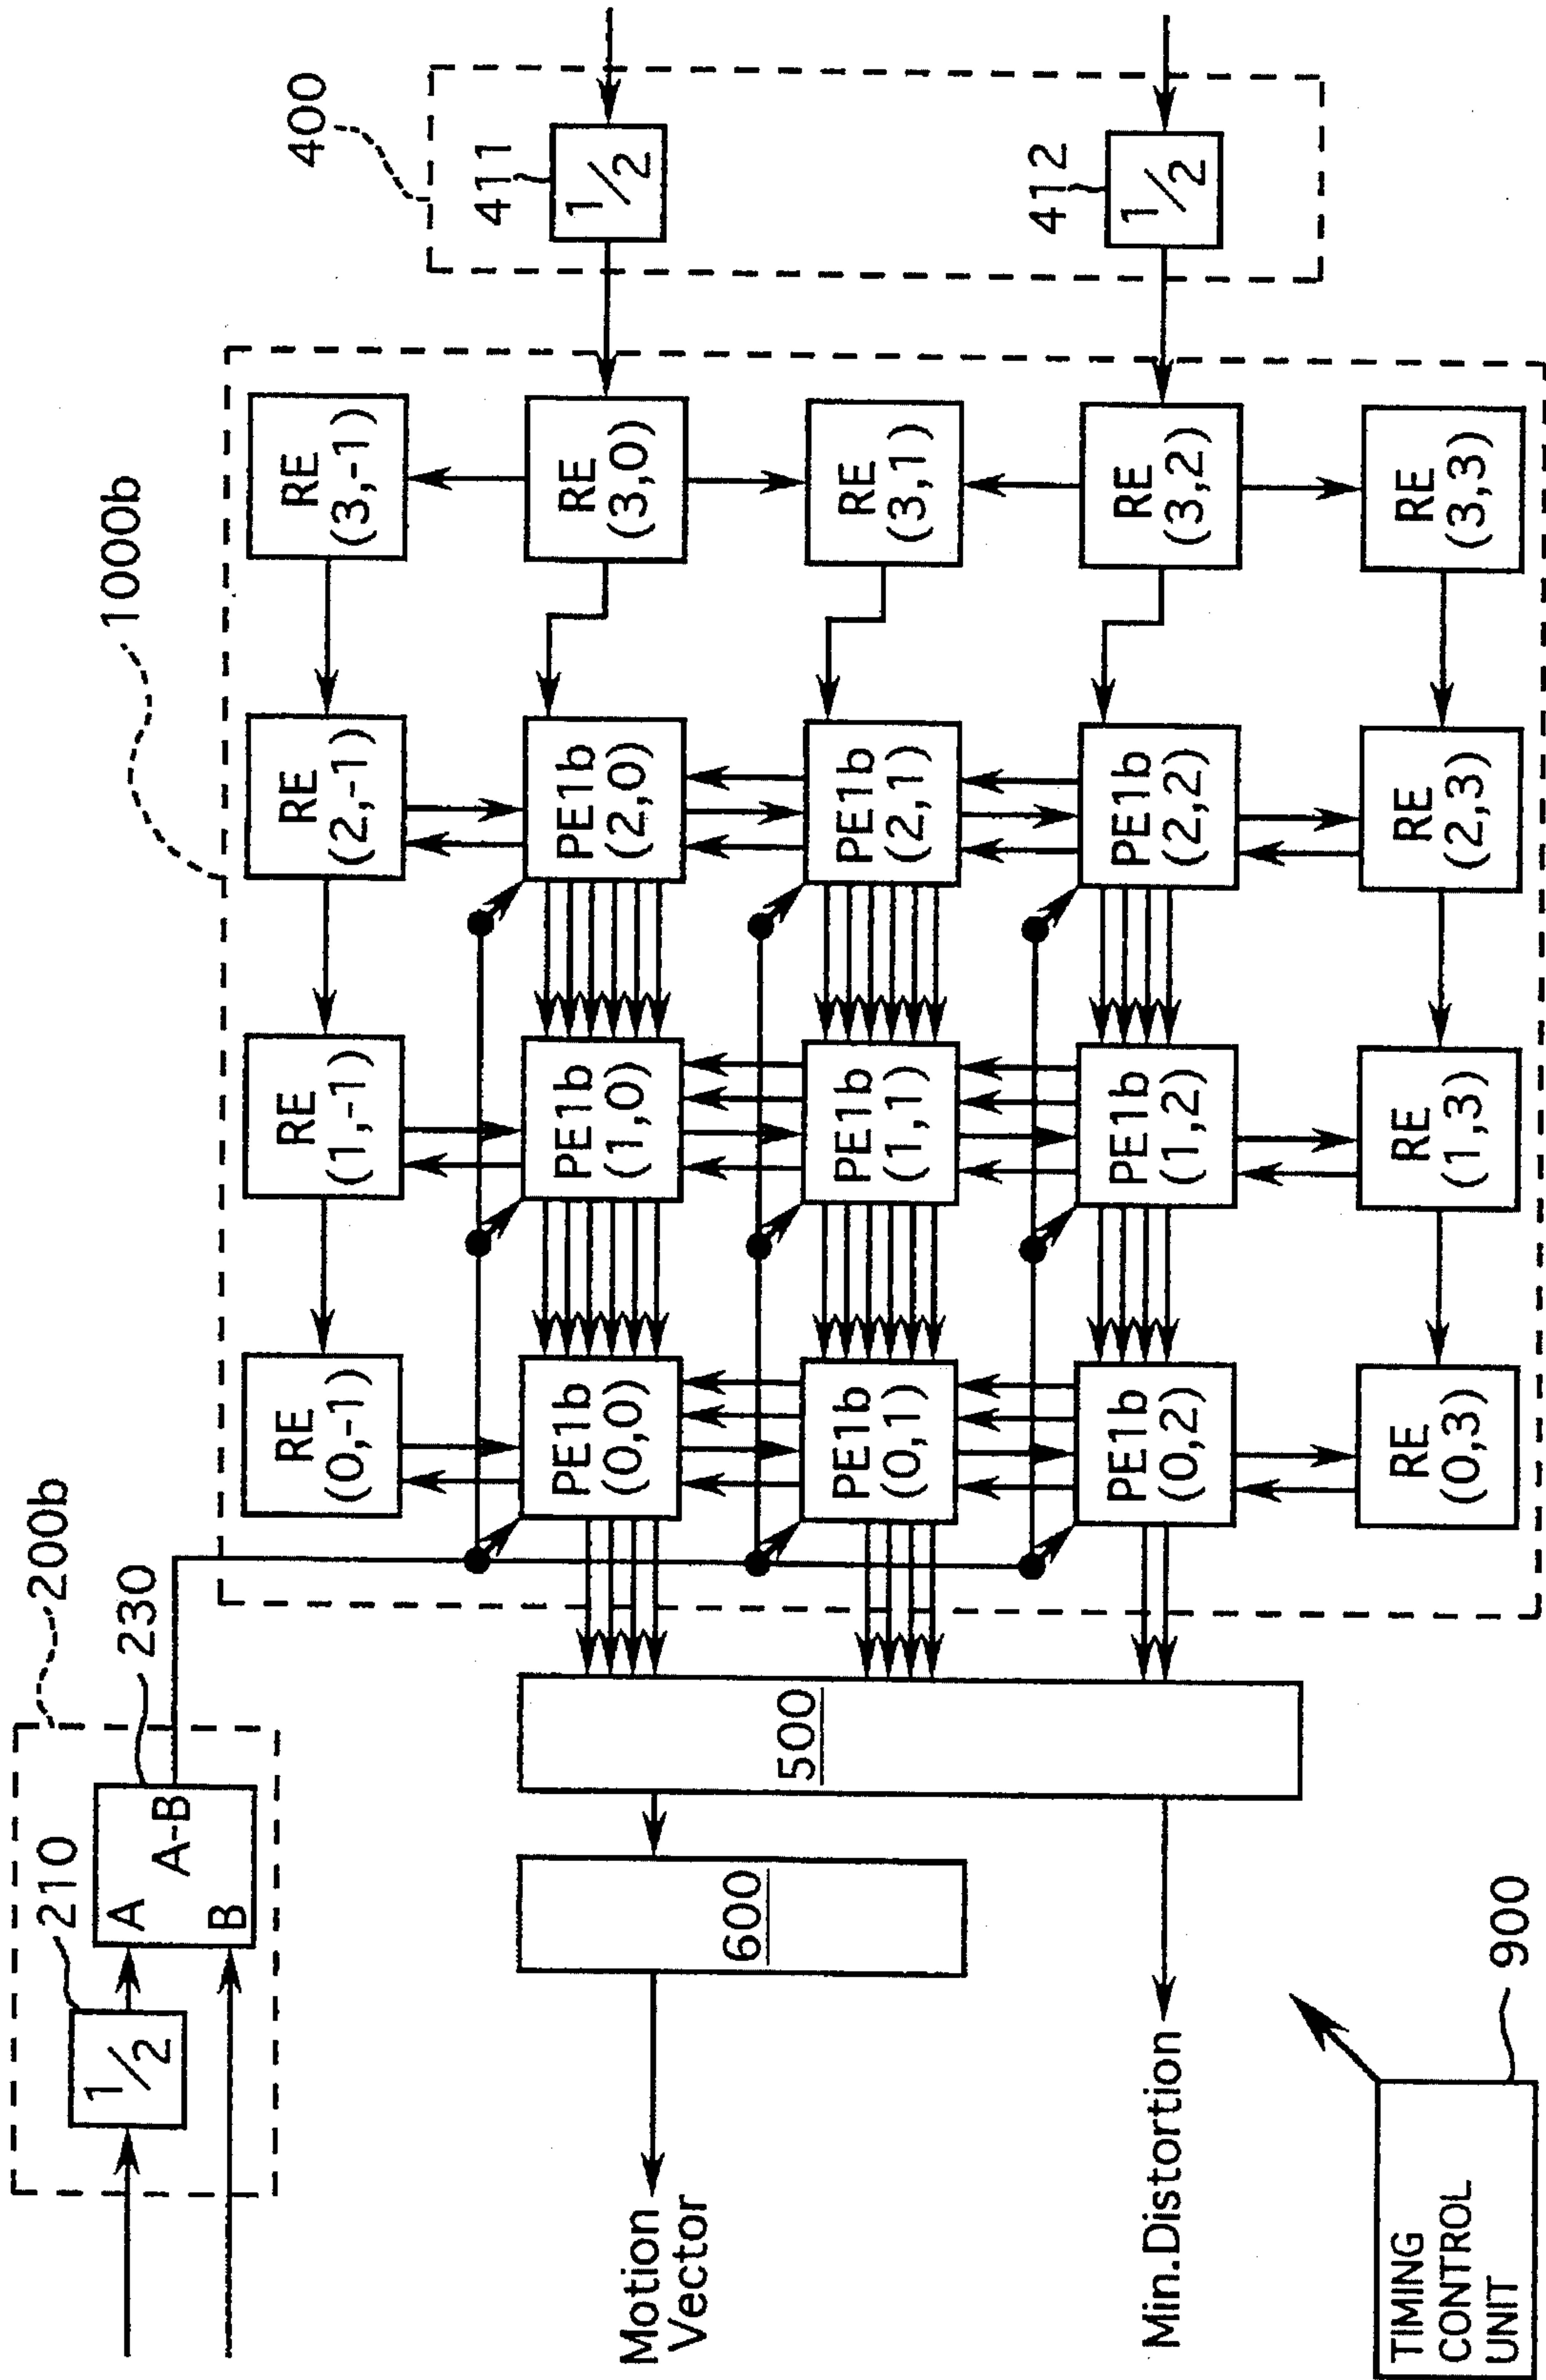 200b
210
230
1/2
A
A-B
B
1000b
400
411
1/2
412
1/2
RE
(0,-1)
RE
(1,-1)
RE
(2,-1)
RE
(3,-1)
PE1b
(0,0)
PE1b
(1,0)
PE1b
(2,0)
RE
(3,0)
PE1b
(0,1)
PE1b
(1,1)
PE1b
(2,1)
RE
(3,1)
PE1b
(0,2)
PE1b
(1,2)
PE1b
(2,2)
RE
(3,2)
RE
(0,3)
RE
(1,3)
RE
(2,3)
RE
(3,3)
500
600
Motion
Vector
Min.Distortion
TIMING
CONTROL
UNIT
900